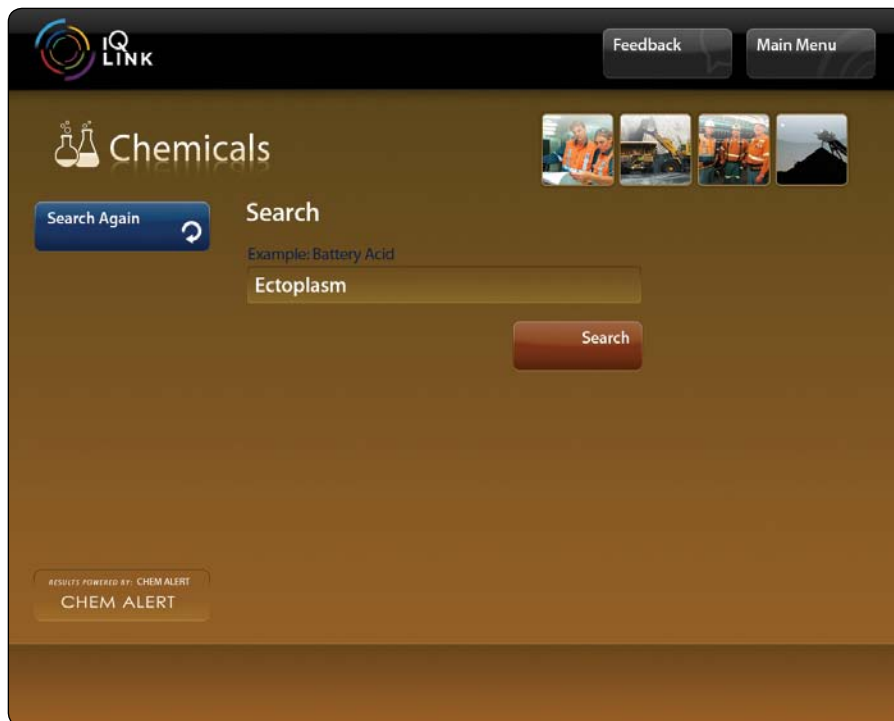 IQ
LINK
Feedback
Main Menu
Chemicals
Search Again
Search
Example: Battery Acid
Ectoplasm
Search
RESULTS POWERED BY: CHEM ALERT
CHEM ALERT